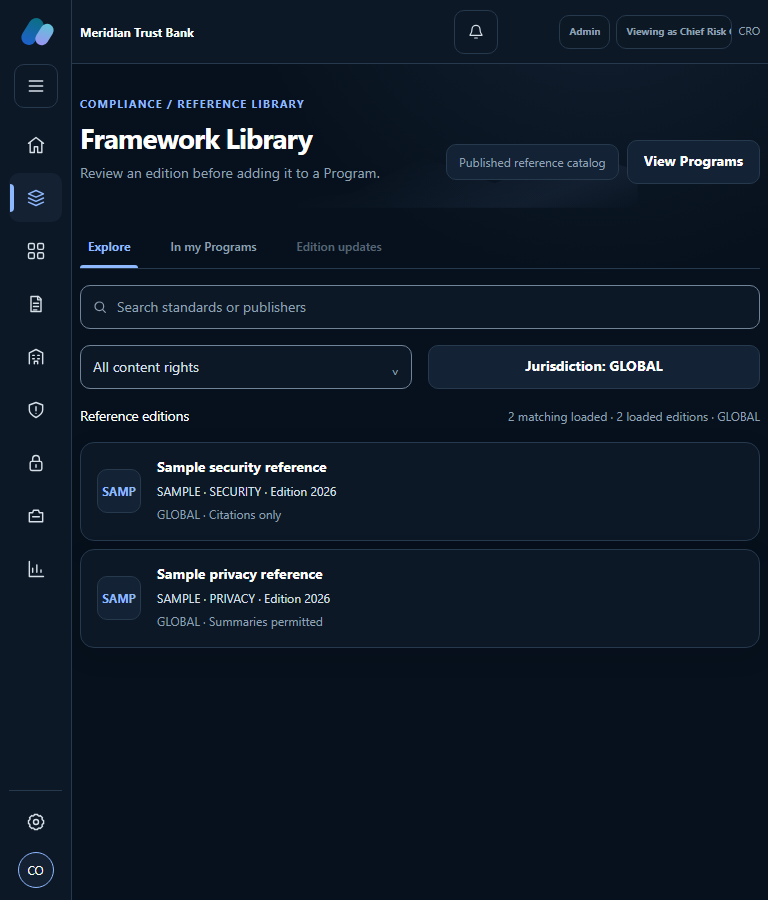 Meridian Trust Bank
Admin
Viewing as Chief Risk
CRO
COMPLIANCE / REFERENCE LIBRARY
Framework Library
Review an edition before adding it to a Program.
Published reference catalog
View Programs
Explore
In my Programs
Edition updates
Search standards or publishers
All content rights
v
Jurisdiction: GLOBAL
Reference editions
2 matching loaded · 2 loaded editions · GLOBAL
SAMP
Sample security reference
SAMPLE · SECURITY · Edition 2026
GLOBAL · Citations only
SAMP
Sample privacy reference
SAMPLE · PRIVACY · Edition 2026
GLOBAL · Summaries permitted
CO